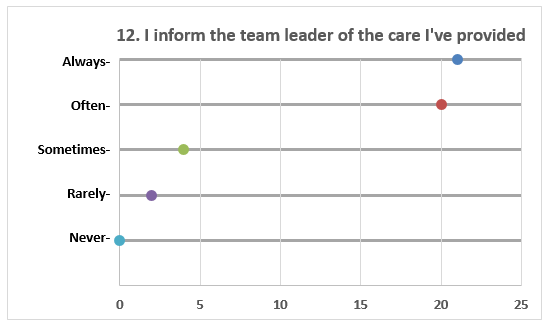 12. I inform the team leader of the care I've provided
Always-
Often-
Sometimes-
Rarely-
Never-
0 5 10 15 20 25